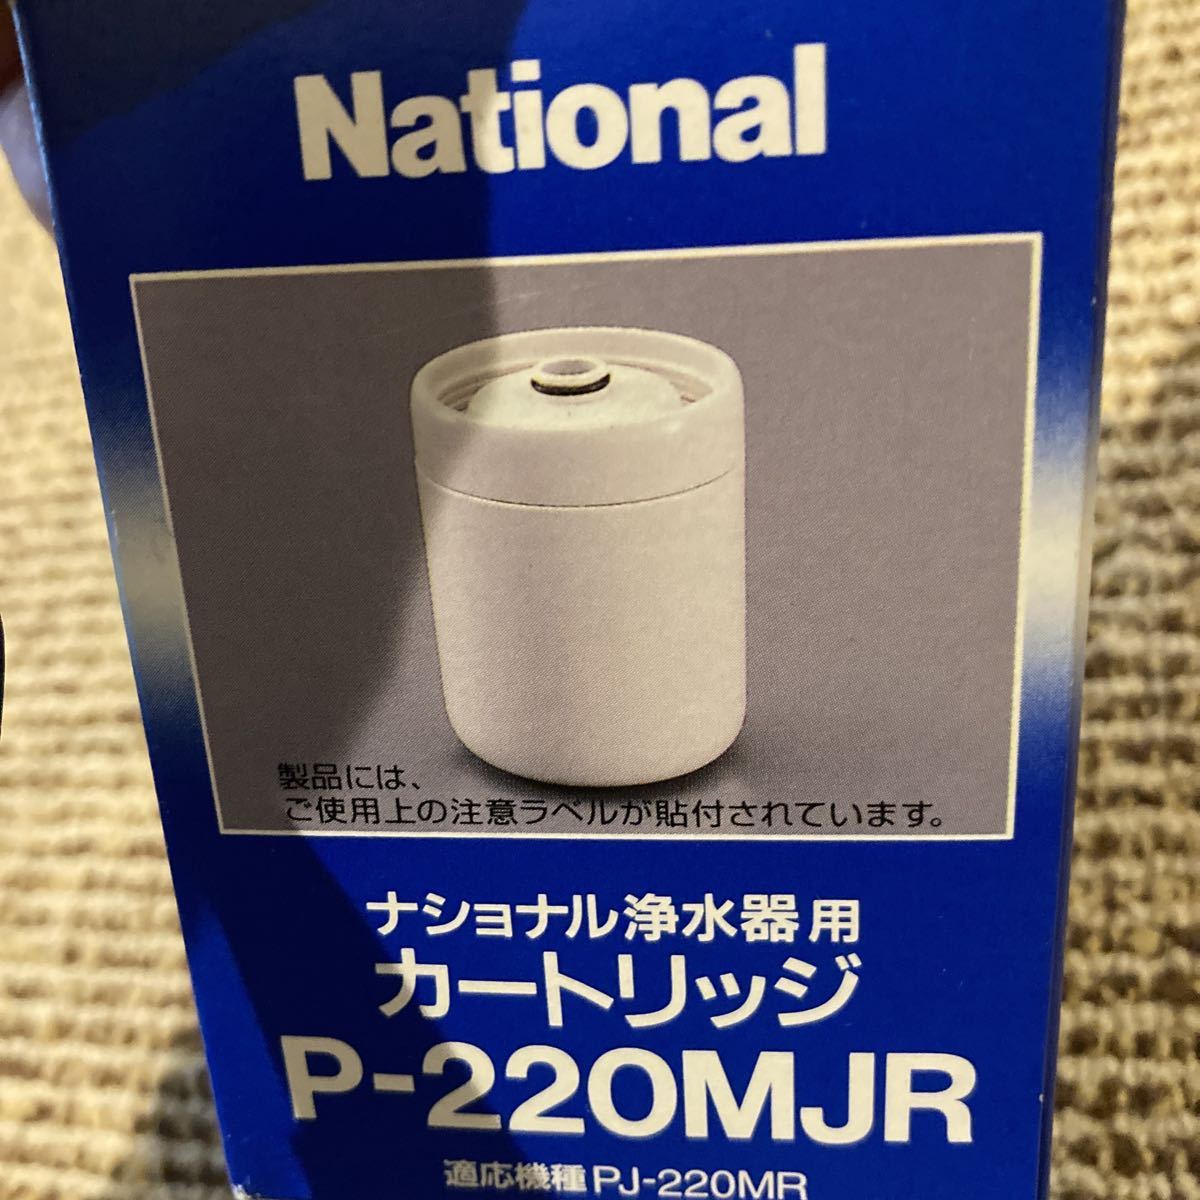 National
製品には、
ご使用上の注意ラベルが貼付されています。
ナショナル浄水器用
カートリッジ
P-220MJR
適応機種 PJ-220MR